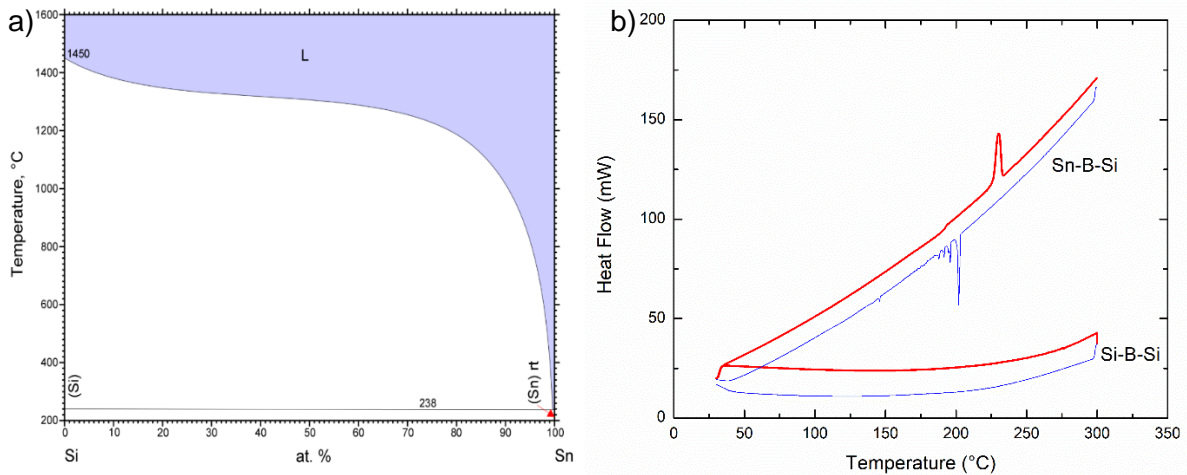 a)
1600
1400
1200
1000
800
600
400
200
Temperature, °C
1450
L
(Si)
(Sn) rt
238
0 10 20 30 40 50 60 70 80 90 100
Si at. % Sn
b)
200
150
100
50
0
Heat Flow (mW)
Sn-B-Si
Si-B-Si
0 50 100 150 200 250 300 350
Temperature (°C)